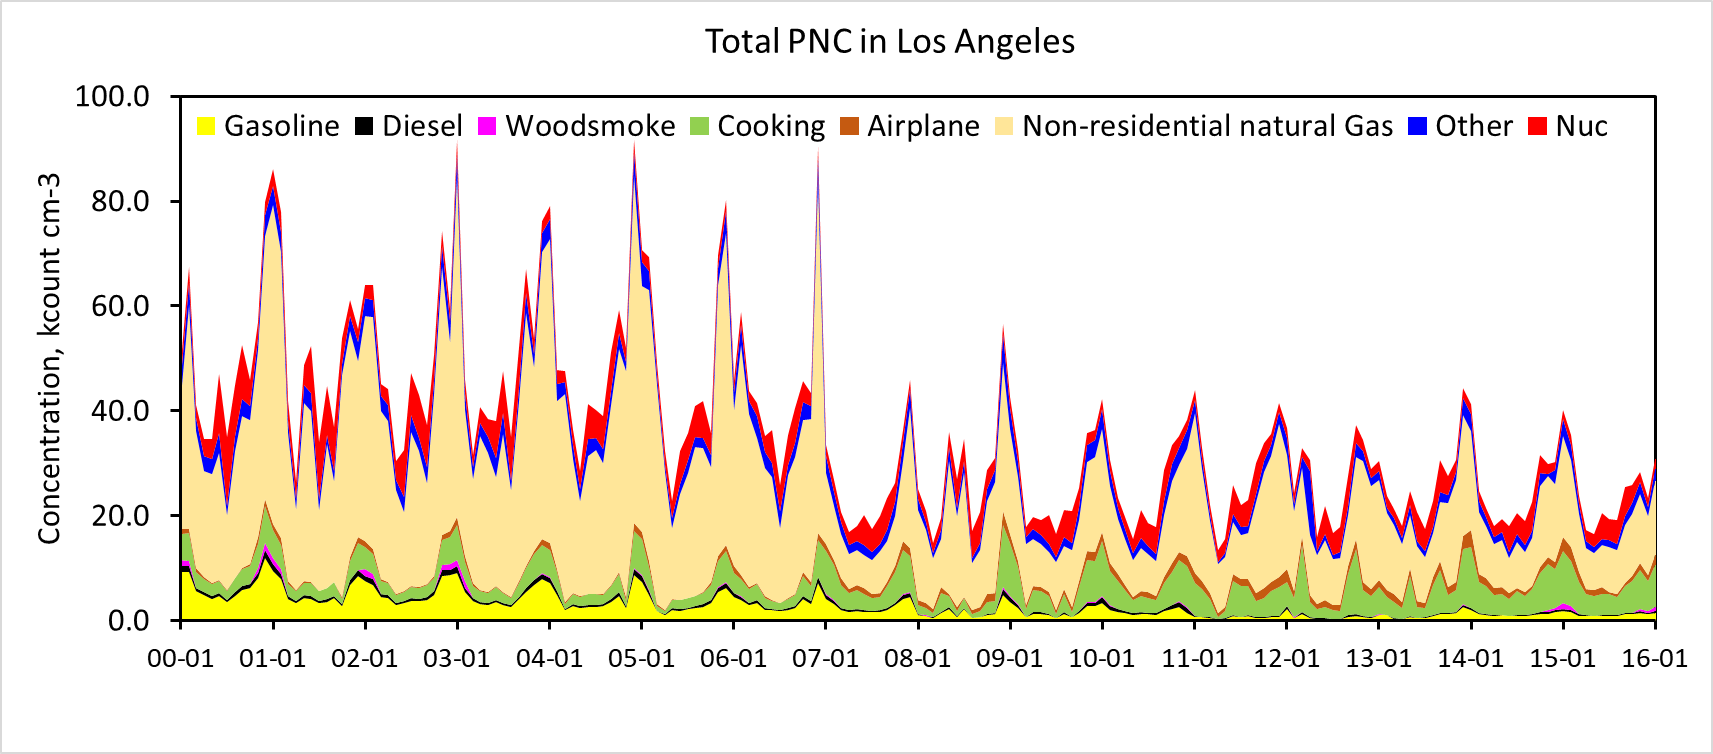 Total PNC in Los Angeles
Concentration, kcount cm-3
100.0
80.0
60.0
40.0
20.0
0.0
Gasoline Diesel Woodsmoke Cooking Airplane Non-residential natural Gas Other Nuc
00-01 01-01 02-01 03-01 04-01 05-01 06-01 07-01 08-01 09-01 10-01 11-01 12-01 13-01 14-01 15-01 16-01